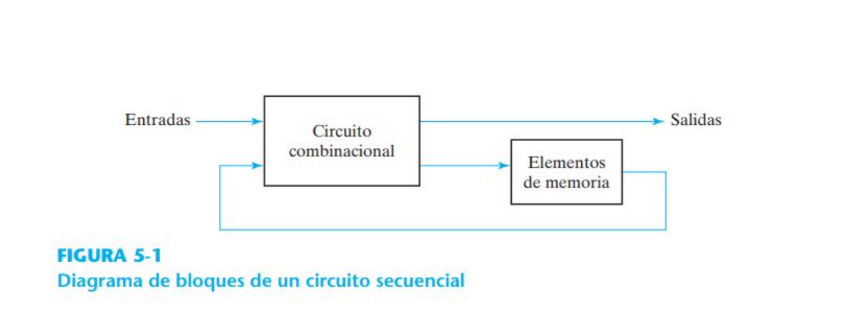 Entradas
Circuito
combinacional
Salidas
Elementos
de memoria
FIGURA 5-1
Diagrama de bloques de un circuito secuencial